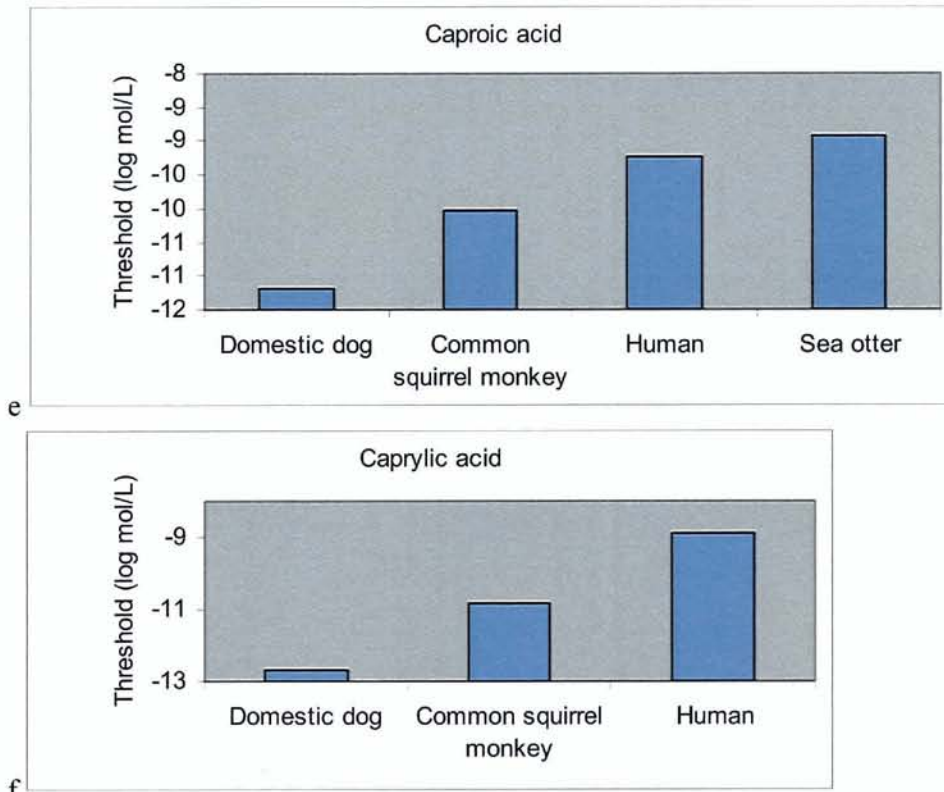 Caproic acid
Threshold (log mol/L)
-8
-9
-9
-10
-10
-11
-11
-12
Domestic dog
Common
squirrel monkey
Human
Sea otter
e
Caprylic acid
Threshold (log mol/L)
-9
-11
-13
Domestic dog
Common squirrel
monkey
Human
f